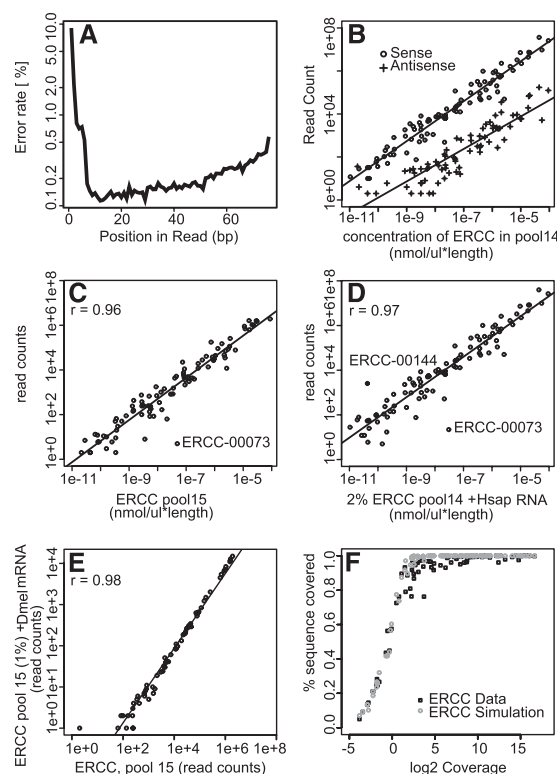 A
Error rate [ %]
0.1 0.2 0.5 1.0 2.0 5.0 10.0
0 20 40 60
Position in Read (bp)
B
Sense
Antisense
Read Count
1e+00 1e+04 1e+08
1e-11 1e-9 1e-7 1e-5
concentration of ERCC in pool14
(nmol/ul*length)
C
r = 0.96
read counts
1e+0 1e+2 1e+4 1e+61e+8
ERCC-00073
1e-11 1e-9 1e-7 1e-5
ERCC pool15
(nmol/ul*length)
D
r = 0.97
read counts
1e+0 1e+2 1e+4 1e+61e+8
ERCC-00144
ERCC-00073
1e-11 1e-9 1e-7 1e-5
2% ERCC pool14 +Hsap RNA
(nmol/ul*length)
E
r = 0.98
ERCC pool 15 (1%) +Dmel mRNA
(read counts)
1e+01e+01 1e+2 1e+3 1e+4
1e+0 1e+2 1e+4 1e+6 1e+8
ERCC, pool 15 (read counts)
F
% sequence covered
0.0 0.2 0.4 0.6 0.8 1.0
ERCC Data
ERCC Simulation
-5 0 5 10 15
log2 Coverage